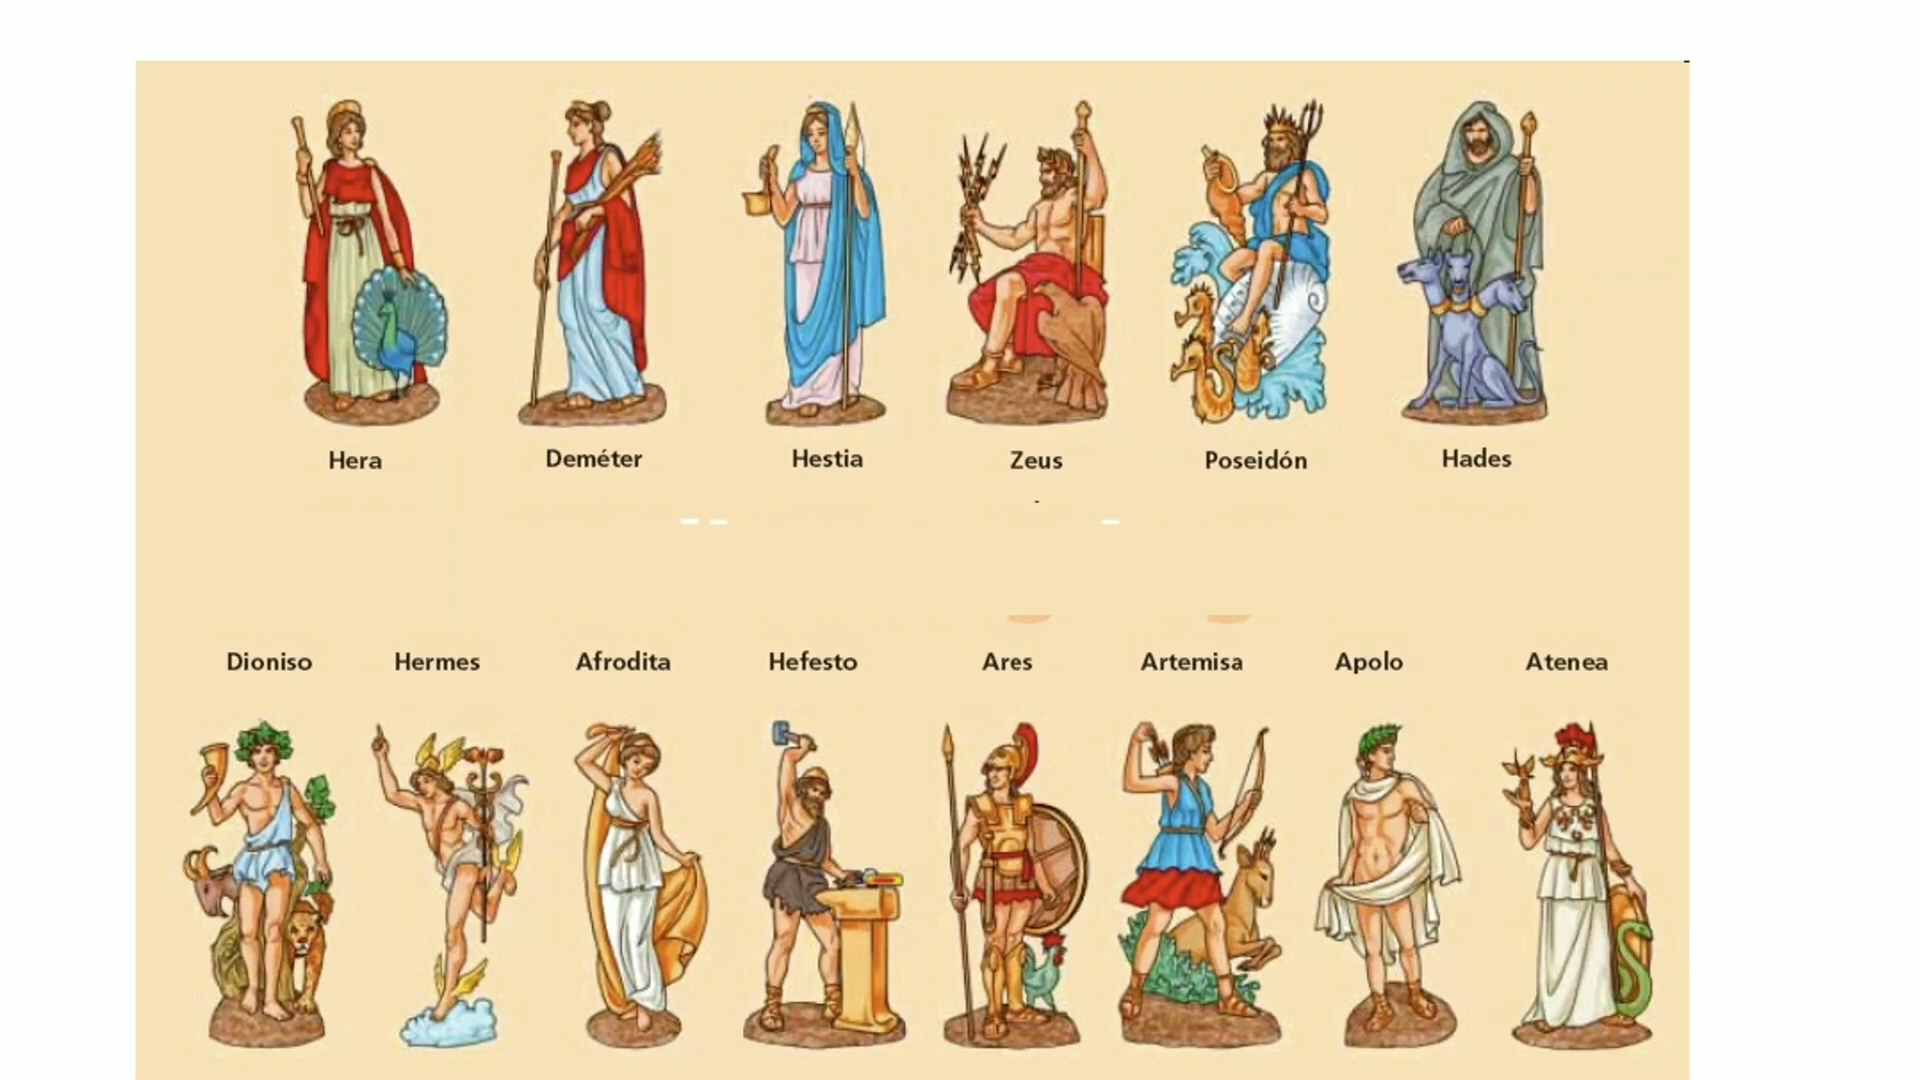 Hera Deméter Hestia Zeus Poseidón Hades
Dioniso Hermes Afrodita Hefesto Ares Artemisa Apolo Atenea